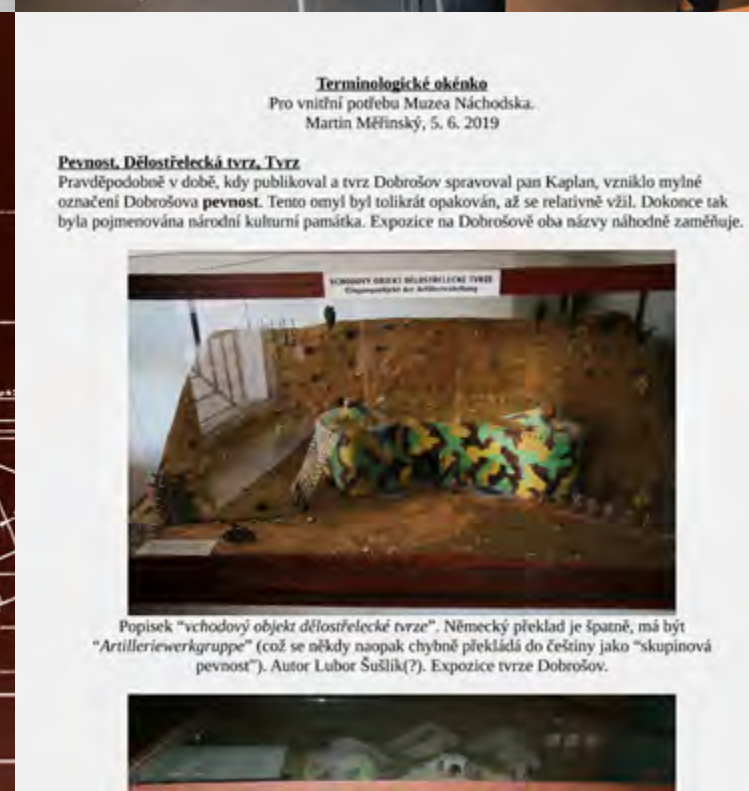 Terminologické okénko
Pro vnitřní potřebu Muzea Náchodska.
Martin Měřinský, 5. 6. 2019
Pevnost, Dělostřelecká tvrz, Tvrz
Pravděpodobně v době, kdy publikoval a tvrz Dobrošov spravoval pan Kaplan, vzniklo mylné
označení Dobrošova pevnost. Tento omyl byl tolikrát opakován, až se relativně vžil. Dokonce tak
byla pojmenována národní kulturní památka. Expozice na Dobrošově oba názvy náhodně zaměňuje.
VCHODOVÝ OBJEKT DĚLOSTŘELECKÉ TVRZE
Eingangsobjekt der Artilleriestellung
Popisek “vchodový objekt dělostřelecké tvrze”. Německý překlad je špatně, má být
“Artilleriewerkgruppe” (což se někdy naopak chybně překládá do češtiny jako “skupinová
pevnost”). Autor Lubor Šušlík(?). Expozice tvrze Dobrošov.